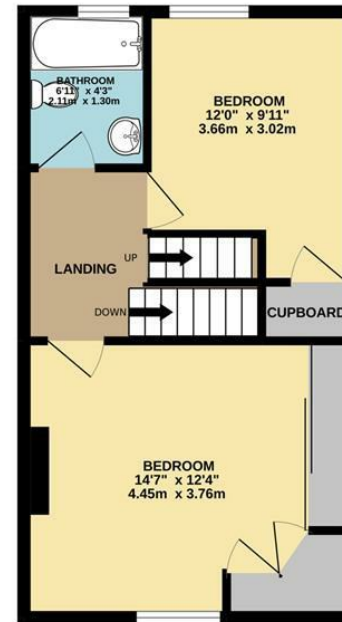 BATHROOM
6'11" x 4'3"
2.11m x 1.30m
BEDROOM
12'0" x 9'11"
3.66m x 3.02m
UP
LANDING
DOWN
CUPBOARD
BEDROOM
14'7" x 12'4"
4.45m x 3.76m